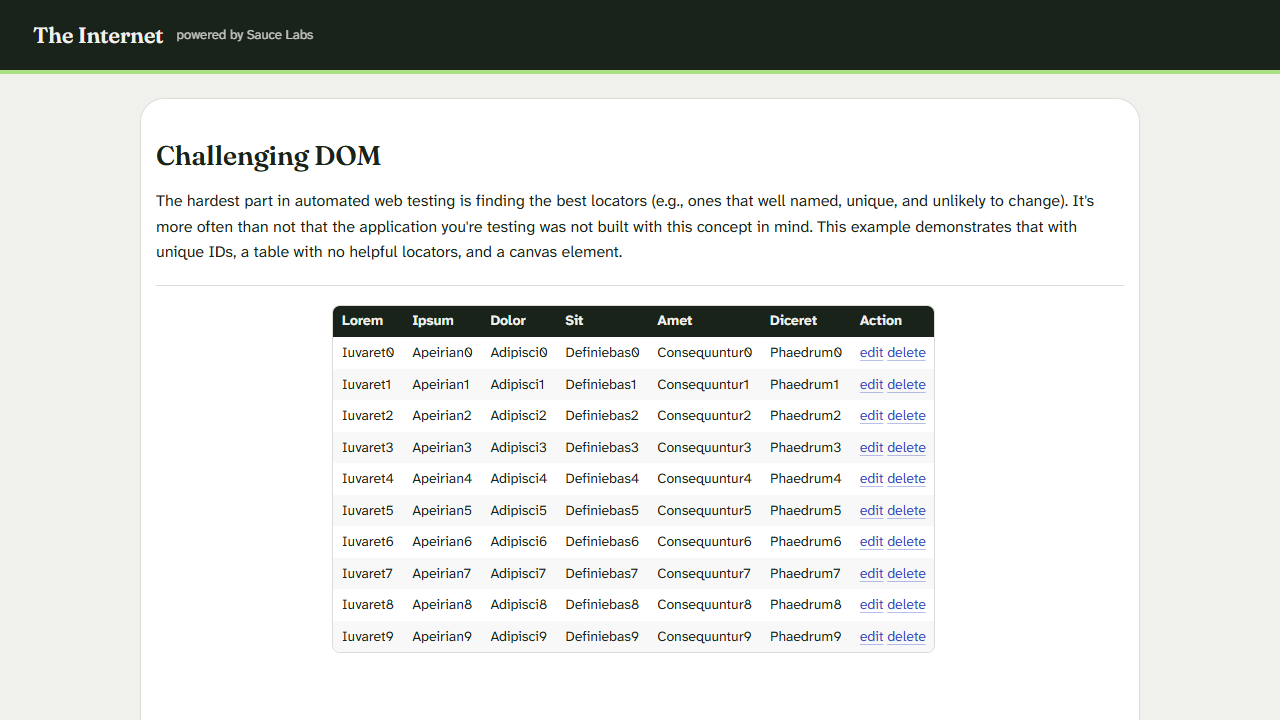 The Internet powered by Sauce Labs
Challenging DOM
The hardest part in automated web testing is finding the best locators (e.g., ones that well named, unique, and unlikely to change). It's
more often than not that the application you're testing was not built with this concept in mind. This example demonstrates that with
unique IDs, a table with no helpful locators, and a canvas element.
Lorem Ipsum Dolor Sit Amet Diceret Action
Iuvaret0 Apeirian0 Adipisci0 Definiebas0 Consequuntur0 Phaedrum0 edit delete
Iuvaret1 Apeirian1 Adipisci1 Definiebas1 Consequuntur1 Phaedrum1 edit delete
Iuvaret2 Apeirian2 Adipisci2 Definiebas2 Consequuntur2 Phaedrum2 edit delete
Iuvaret3 Apeirian3 Adipisci3 Definiebas3 Consequuntur3 Phaedrum3 edit delete
Iuvaret4 Apeirian4 Adipisci4 Definiebas4 Consequuntur4 Phaedrum4 edit delete
Iuvaret5 Apeirian5 Adipisci5 Definiebas5 Consequuntur5 Phaedrum5 edit delete
Iuvaret6 Apeirian6 Adipisci6 Definiebas6 Consequuntur6 Phaedrum6 edit delete
Iuvaret7 Apeirian7 Adipisci7 Definiebas7 Consequuntur7 Phaedrum7 edit delete
Iuvaret8 Apeirian8 Adipisci8 Definiebas8 Consequuntur8 Phaedrum8 edit delete
Iuvaret9 Apeirian9 Adipisci9 Definiebas9 Consequuntur9 Phaedrum9 edit delete